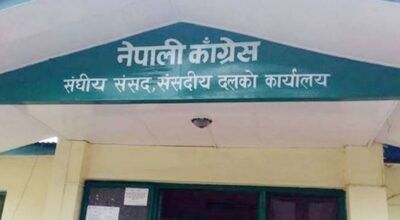 नेपाली काँग्रेस
संघीय संसद, संसदीय दलको कार्यालय